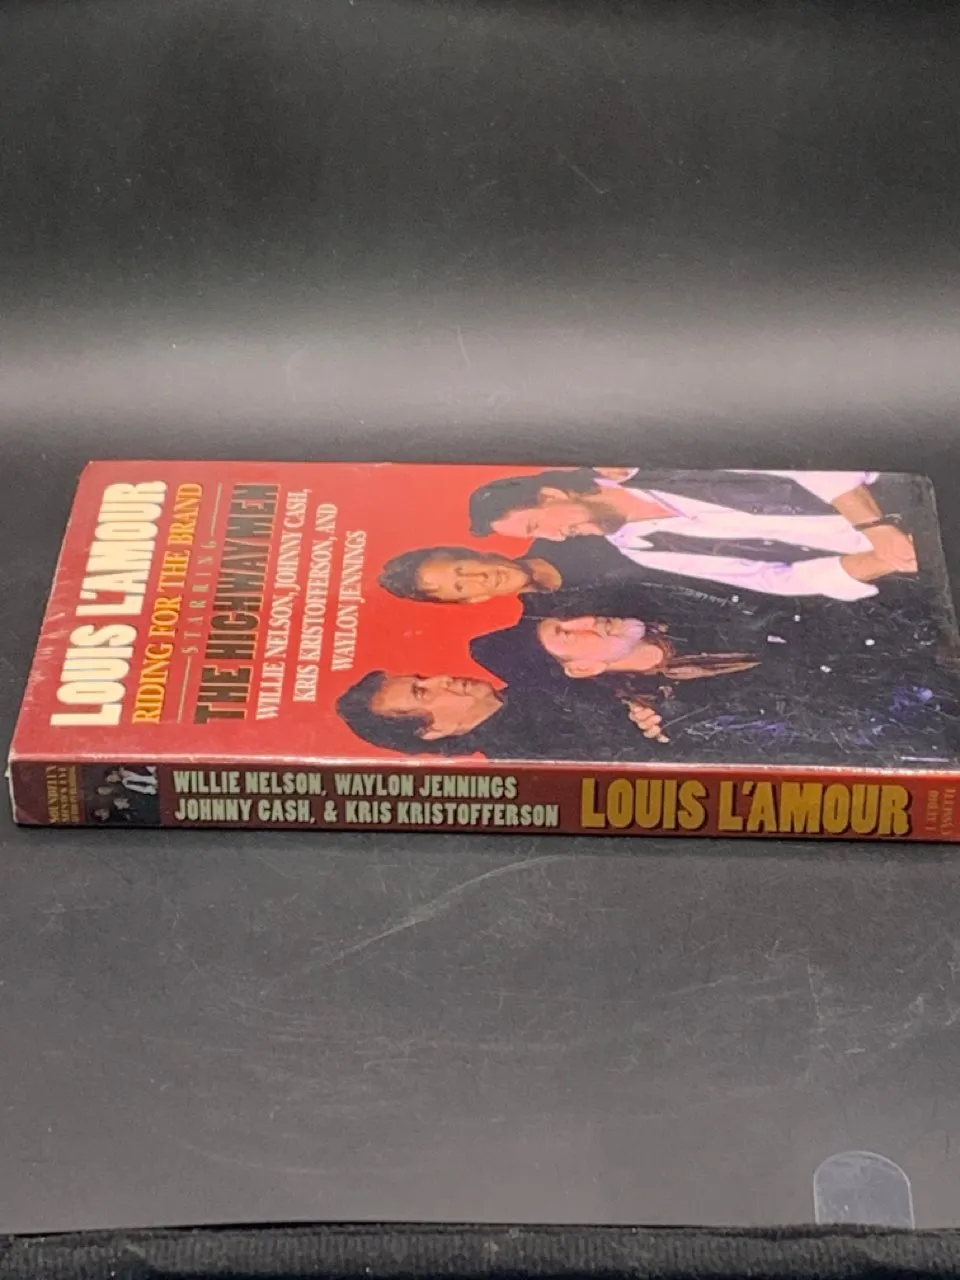 LOUIS L'AMOUR
RIDING FOR THE BRAND
STARRING
THE HIGHWAYMEN
WILLIE NELSON, JOHNNY CASH,
KRIS KRISTOFFERSON, AND
WAYLON JENNINGS
WILLIE NELSON, WAYLON JENNINGS
JOHNNY CASH, & KRIS KRISTOFFERSON
LOUIS L'AMOUR